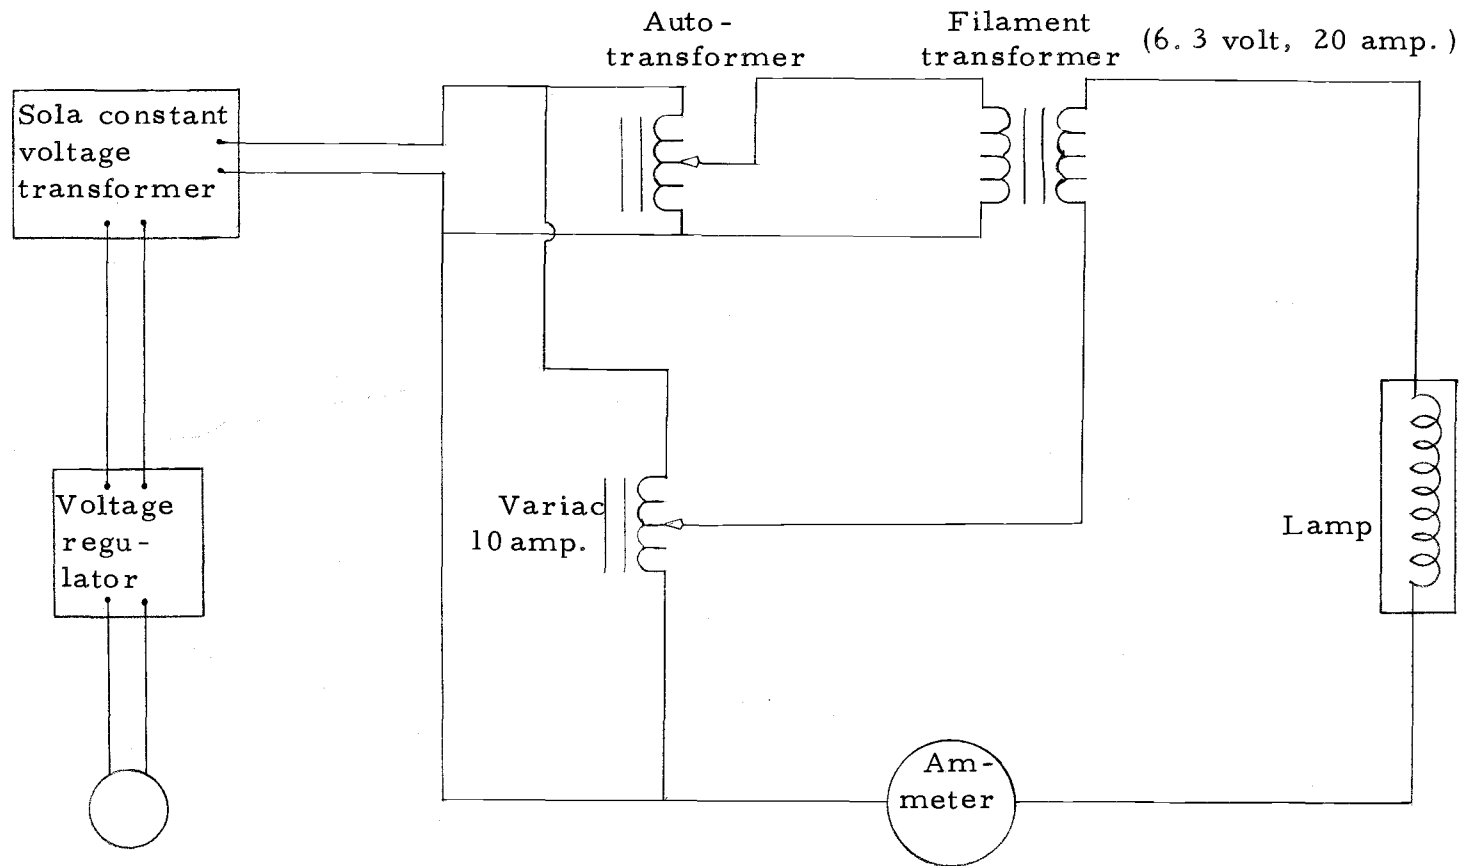 Auto-
transformer
Filament
transformer
(6.3 volt, 20 amp.)
Sola constant
voltage
transformer
Voltage
regu-
lator
Variac
10 amp.
Lamp
Am-
meter